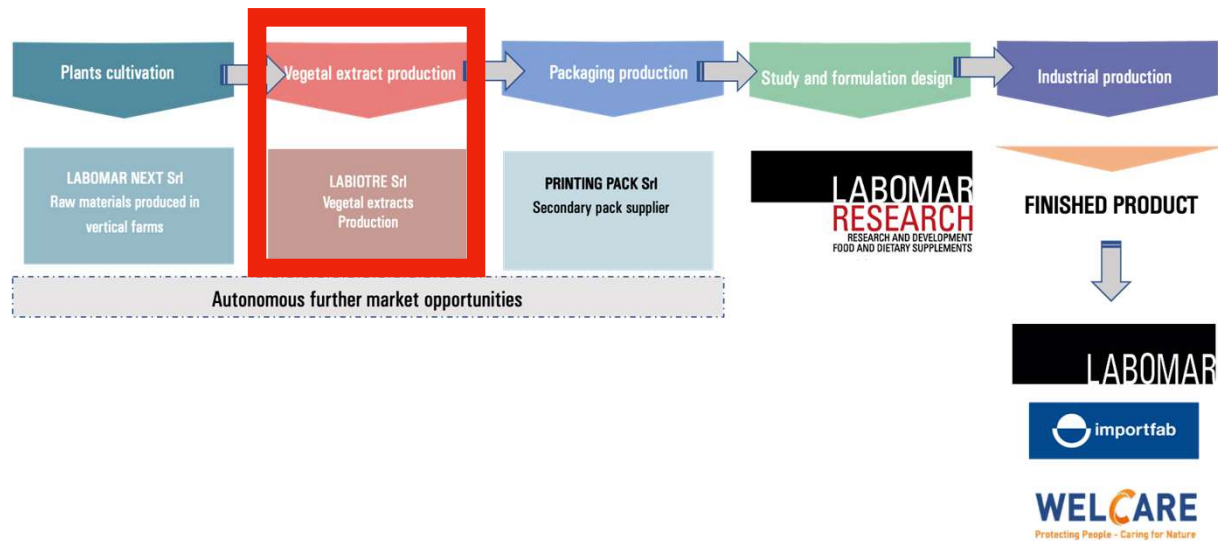 Plants cultivation
Vegetal extract production
Packaging production
Study and formulation design
Industrial production
LABOMAR NEXT Srl
Raw materials produced in
vertical farms
LABIOTRE Srl
Vegetal extracts
Production
PRINTING PACK Srl
Secondary pack supplier
LABOMAR
RESEARCH
RESEARCH AND DEVELOPMENT
FOOD AND DIETARY SUPPLEMENTS
FINISHED PRODUCT
Autonomous further market opportunities
LABOMAR
importfab
WELCARE
Protecting People - Caring for Nature